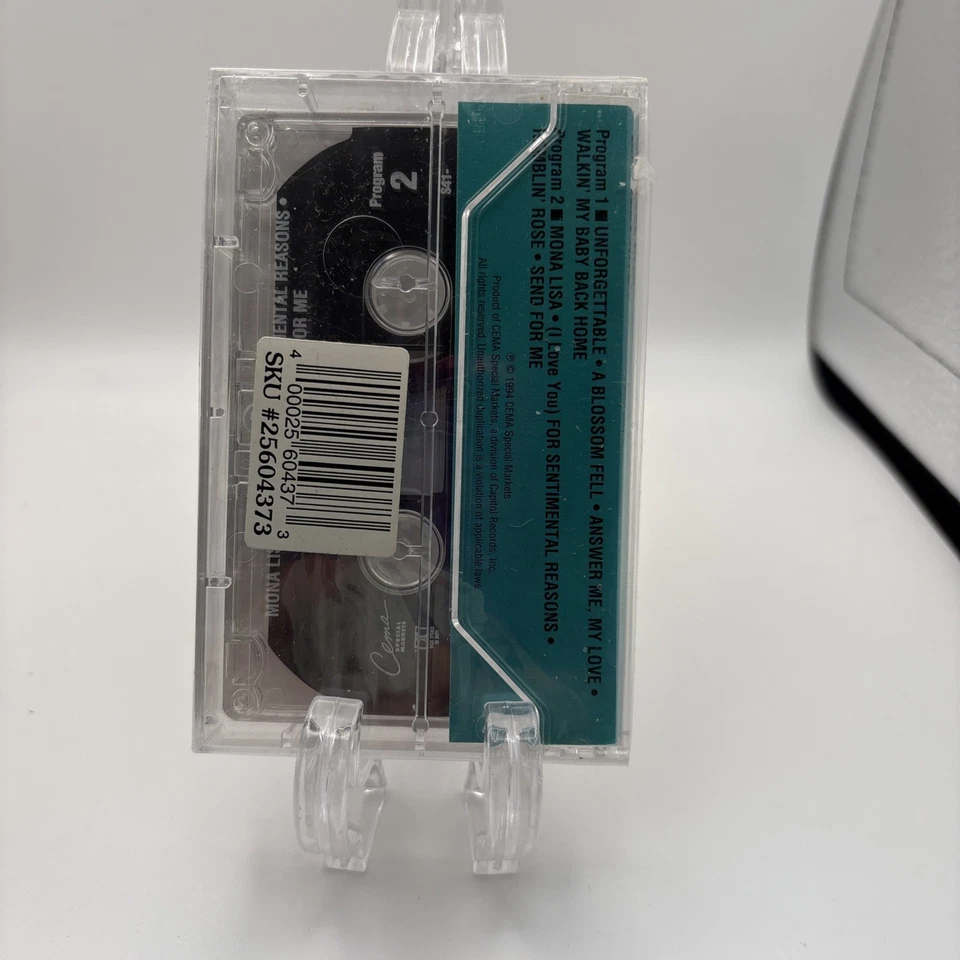 Program 1 ■ UNFORGETTABLE • A BLOSSOM FELL • ANSWER ME, MY LOVE •
WALKIN' MY BABY BACK HOME
Program 2 ■ MONA LISA • (I Love You) FOR SENTIMENTAL REASONS •
RAMBLIN' ROSE • SEND FOR ME
℗ © 1994 CEMA Special Markets
Product of CEMA Special Markets, a division of Capitol Records, Inc.
All rights reserved. Unauthorized duplication is a violation of applicable laws.
S41-
Program
2
Cema
SPECIAL
MARKETS
MENTAL REASONS •
FOR ME
MONA LI
4 00025 60437 3
SKU #25604373